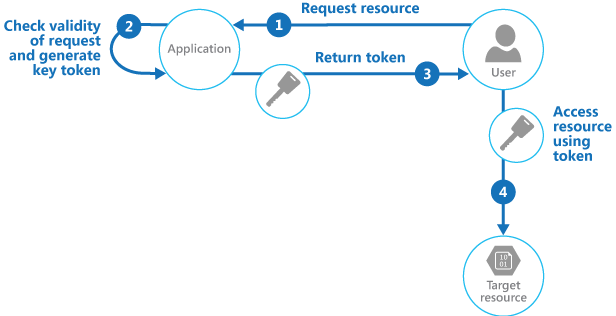 Request resource
1
2
Check validity
of request
and generate
key token
Application
User
Return token
3
Access
resource
using
token
4
10
01
Target
resource